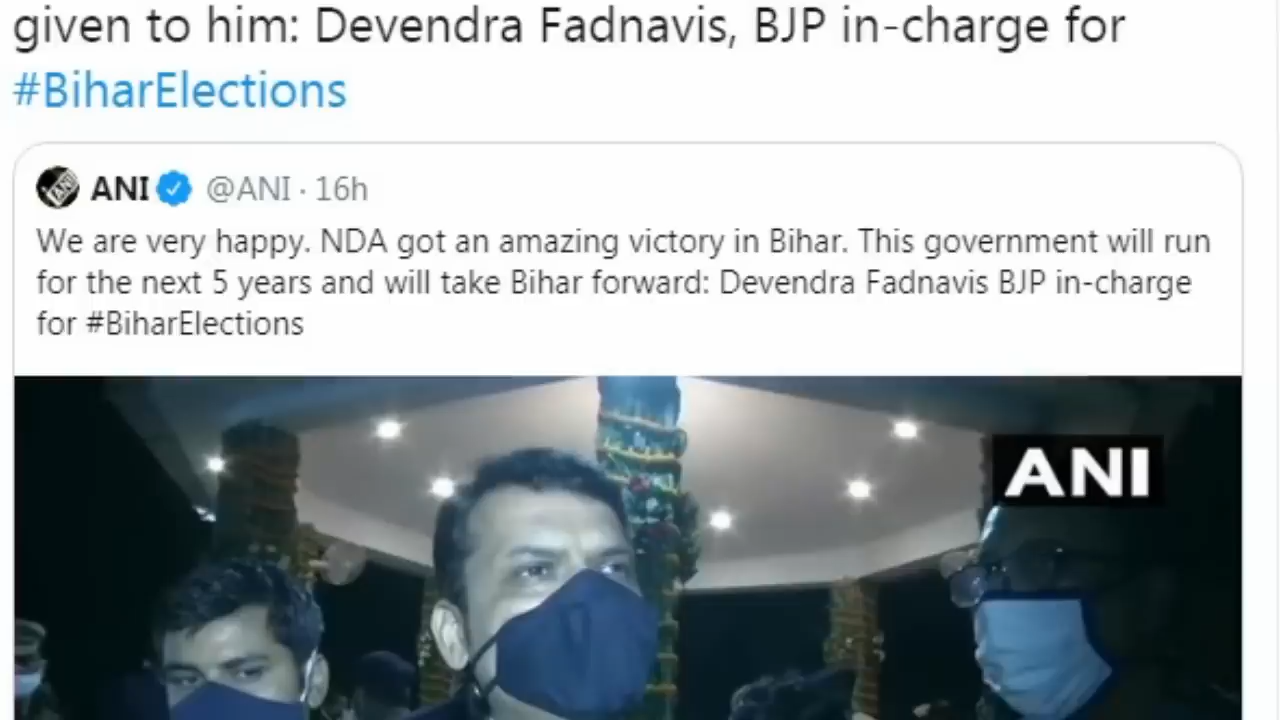 given to him: Devendra Fadnavis, BJP in-charge for
#BiharElections
ANI @ANI · 16h
We are very happy. NDA got an amazing victory in Bihar. This government will run
for the next 5 years and will take Bihar forward: Devendra Fadnavis BJP in-charge
for #BiharElections
ANI